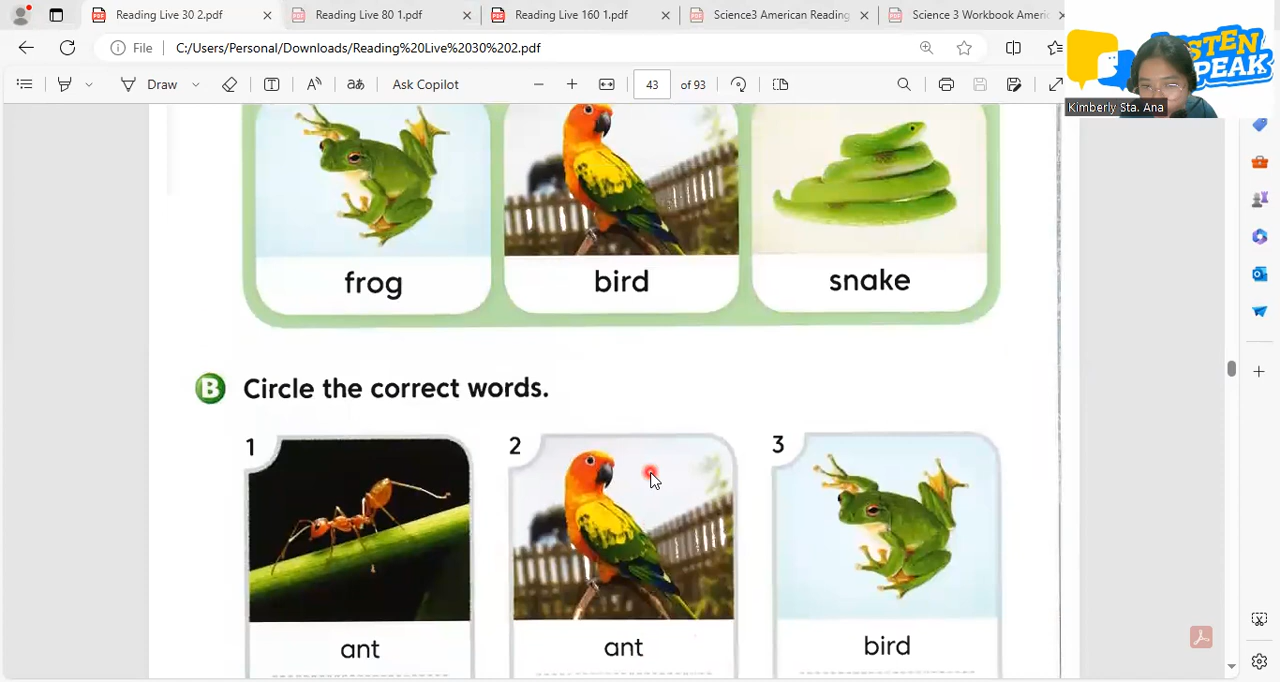 Reading Live 30 2.pdf
Reading Live 80 1.pdf
Reading Live 160 1.pdf
Science3 American Reading
Science 3 Workbook Ameri
File
C:/Users/Personal/Downloads/Reading%20Live%2030%202.pdf
Draw
Ask Copilot
43
of 93
Kimberly Sta. Ana
frog
bird
snake
B Circle the correct words.
1
2
3
ant
ant
bird